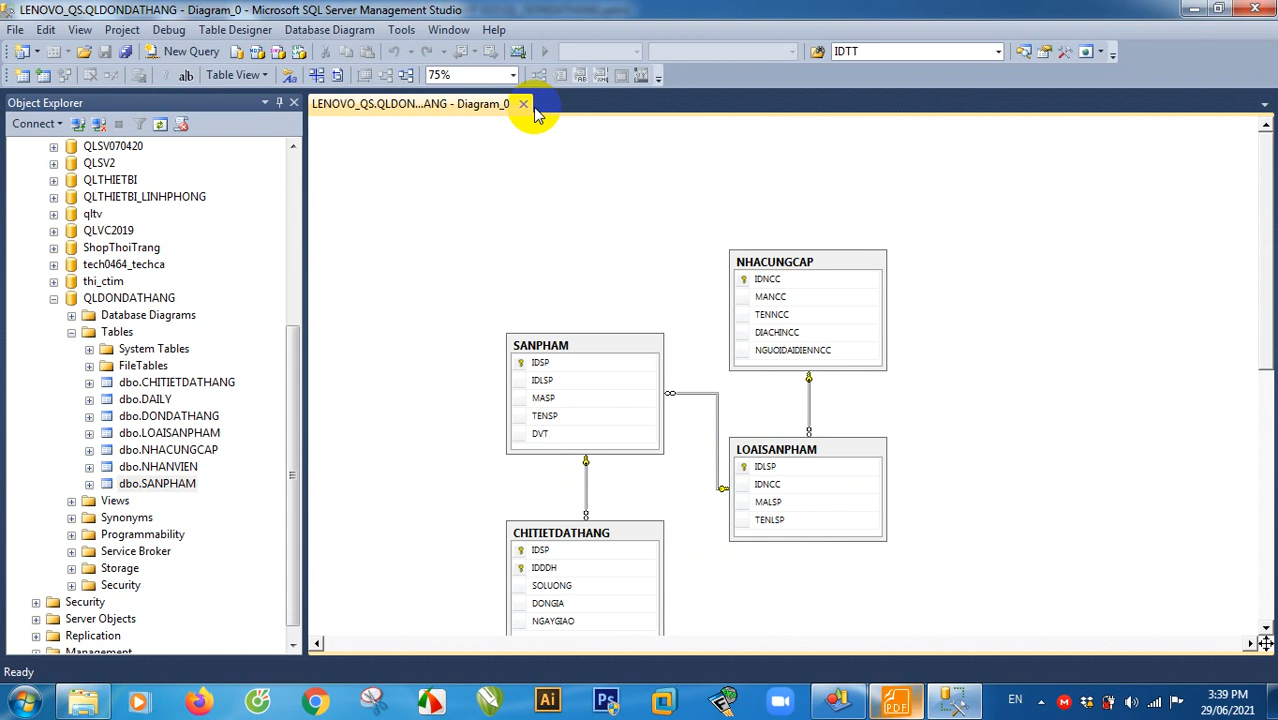 LENOVO_QS.QLDONDATHANG - Diagram_0 - Microsoft SQL Server Management Studio
File Edit View Project Debug Table Designer Database Diagram Tools Window Help
New Query IDTT
Table View 75%
Object Explorer
LENOVO_QS.QLDON...ANG - Diagram_0
Connect
QLSV070420
QLSV2
QLTHIETBI
QLTHIETBI_LINHPHONG
qltv
QLVC2019
ShopThoiTrang
tech0464_techca
thi_ctim
QLDONDATHANG
Database Diagrams
Tables
System Tables
FileTables
dbo.CHITIETDATHANG
dbo.DAILY
dbo.DONDATHANG
dbo.LOAISANPHAM
dbo.NHACUNGCAP
dbo.NHANVIEN
dbo.SANPHAM
Views
Synonyms
Programmability
Service Broker
Storage
Security
Security
Server Objects
Replication
Management
NHACUNGCAP
IDNCC
MANCC
TENNCC
DIACHINCC
NGUOIDAIDIENNCC
SANPHAM
IDSP
IDLSP
MASP
TENSP
DVT
LOAISANPHAM
IDLSP
IDNCC
MALSP
TENLSP
CHITIETDATHANG
IDSP
IDDDH
SOLUONG
DONGIA
NGAYGIAO
Ready
Ai
Ps
PDF
EN
3:39 PM
29/06/2021